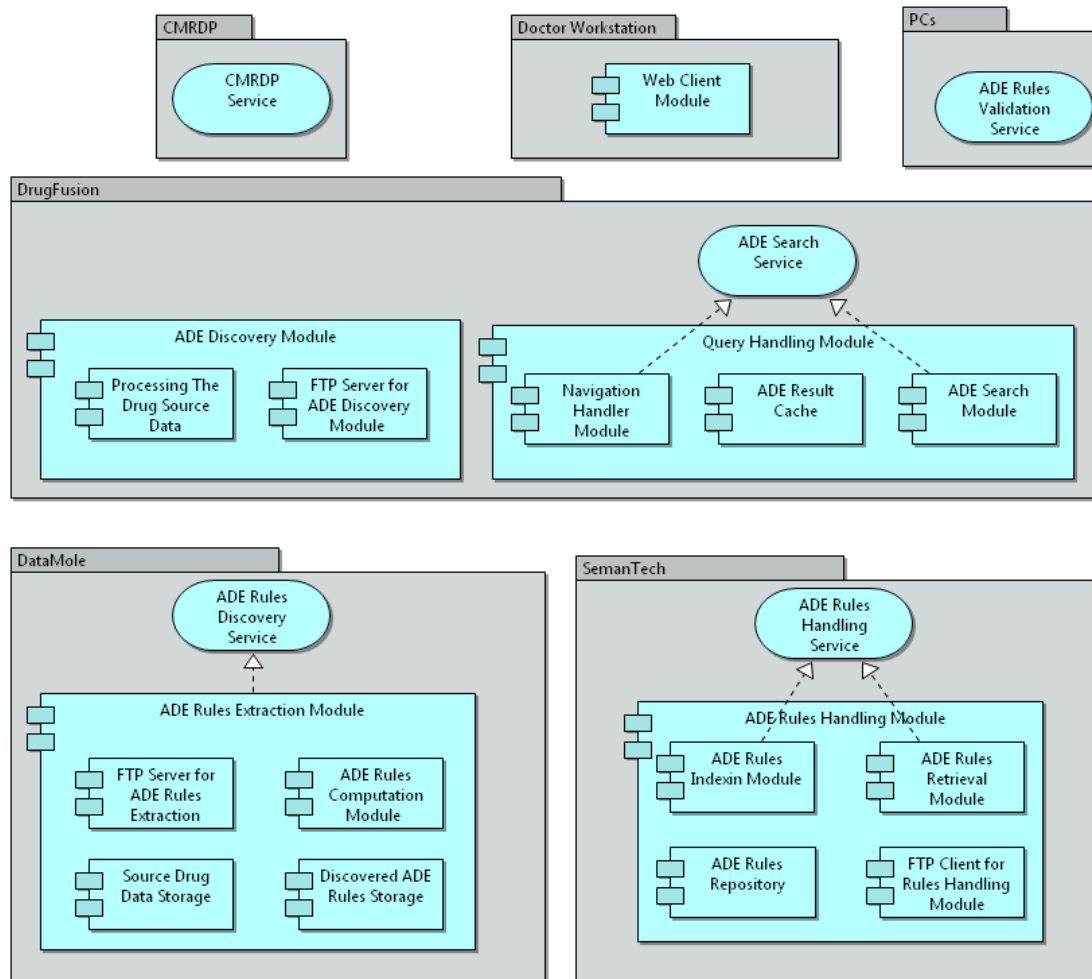 CMRDP
CMRDP
Service
Doctor Workstation
Web Client
Module
PCs
ADE Rules
Validation
Service
DrugFusion
ADE Search
Service
ADE Discovery Module
Processing The
Drug Source
Data
FTP Server for
ADE Discovery
Module
Query Handling Module
Navigation
Handler
Module
ADE Result
Cache
ADE Search
Module
DataMole
ADE Rules
Discovery
Service
ADE Rules Extraction Module
FTP Server for
ADE Rules
Extraction
ADE Rules
Computation
Module
Source Drug
Data Storage
Discovered ADE
Rules Storage
SemanTech
ADE Rules
Handling
Service
ADE Rules Handling Module
ADE Rules
Indexin Module
ADE Rules
Retrieval
Module
ADE Rules
Repository
FTP Client for
Rules Handling
Module